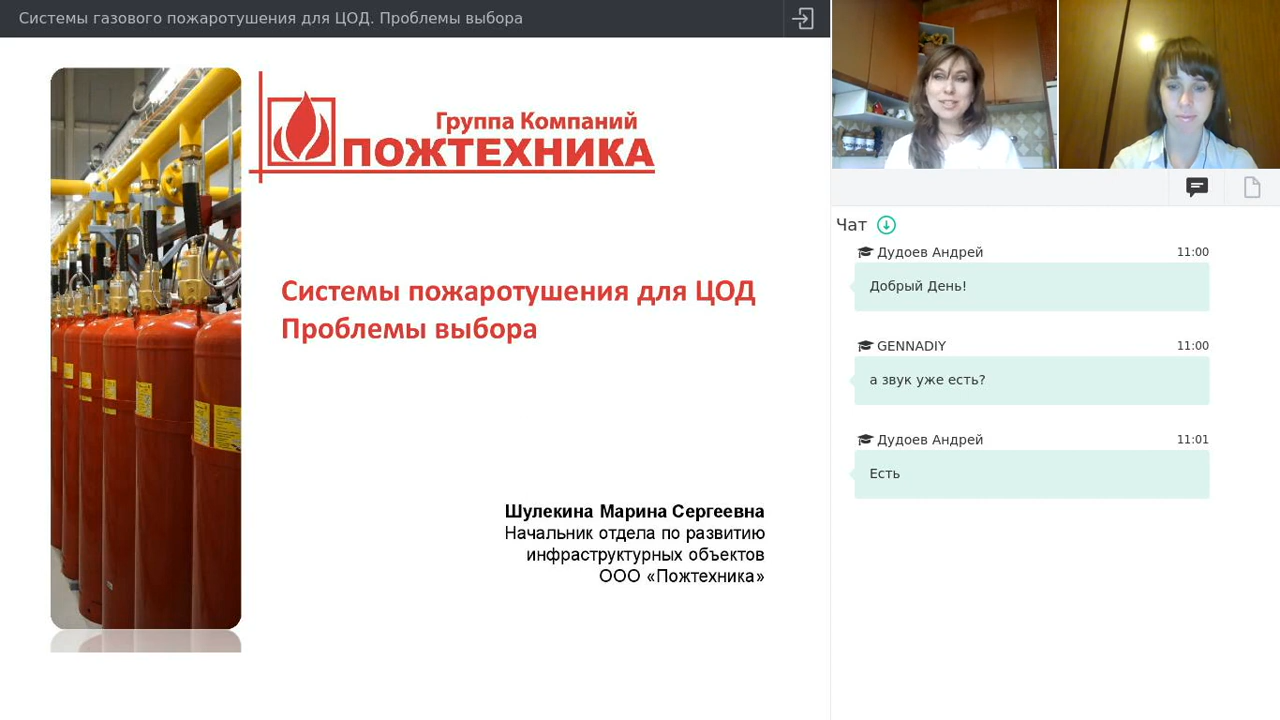 Системы газового пожаротушения для ЦОД. Проблемы выбора
Группа Компаний
ПОЖТЕХНИКА
Системы пожаротушения для ЦОД
Проблемы выбора
Шулекина Марина Сергеевна
Начальник отдела по развитию
инфраструктурных объектов
ООО «Пожтехника»
Чат
Дудоев Андрей 11:00
Добрый День!
GENNADIY 11:00
а звук уже есть?
Дудоев Андрей 11:01
Есть